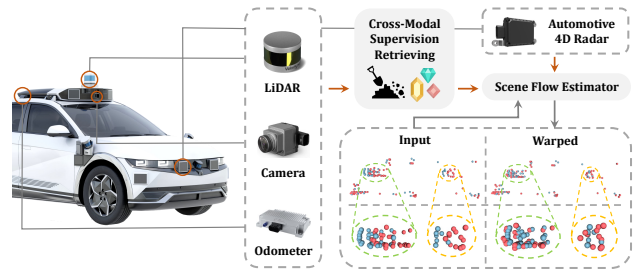 LiDAR
Camera
Odometer
Cross-Modal
Supervision
Retrieving
Automotive
4D Radar
Scene Flow Estimator
Input
Warped